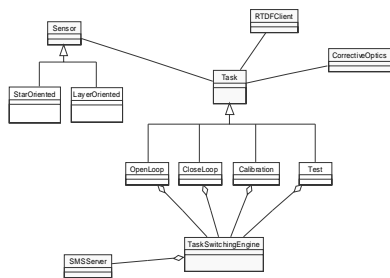 RTDFClient
Sensor
CorrectiveOptics
Task
StarOriented
LayerOriented
OpenLoop
CloseLoop
Calibration
Test
TaskSwitchingEngine
SMSServer